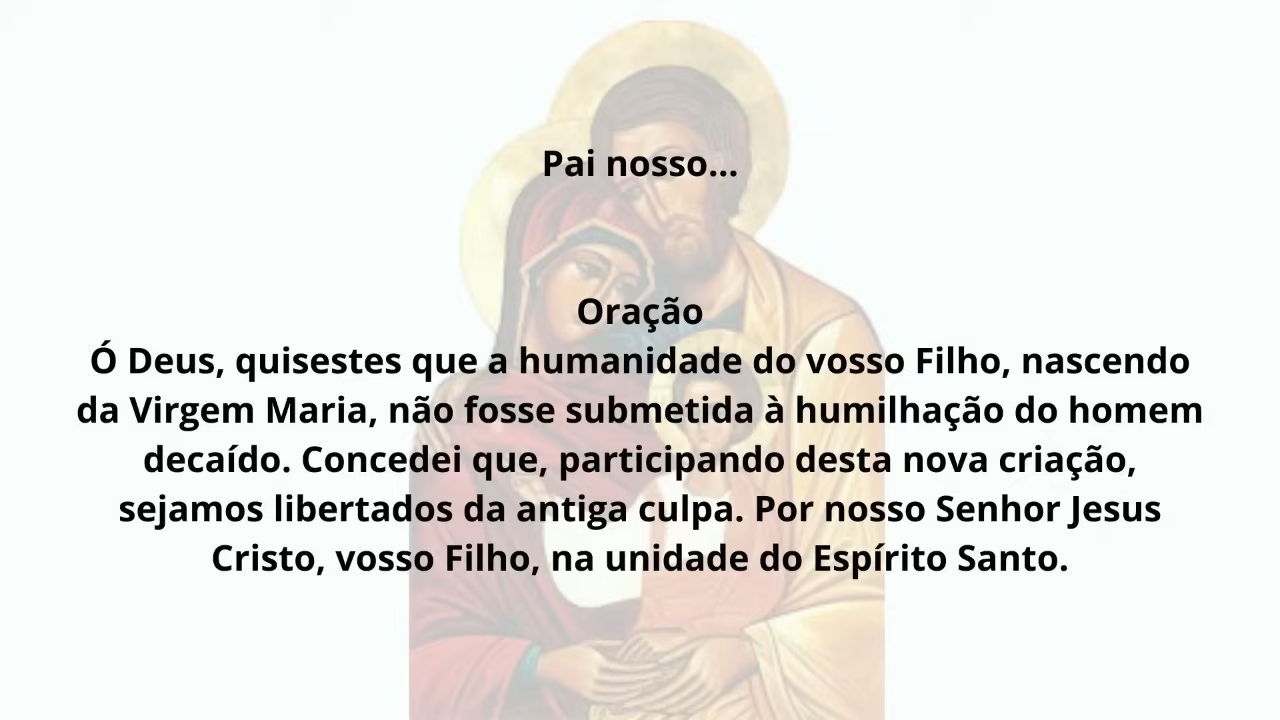 Pai nosso...
Oração
Ó Deus, quisestes que a humanidade do vosso Filho, nascendo
da Virgem Maria, não fosse submetida à humilhação do homem
decaído. Concedei que, participando desta nova criação,
sejamos libertados da antiga culpa. Por nosso Senhor Jesus
Cristo, vosso Filho, na unidade do Espírito Santo.